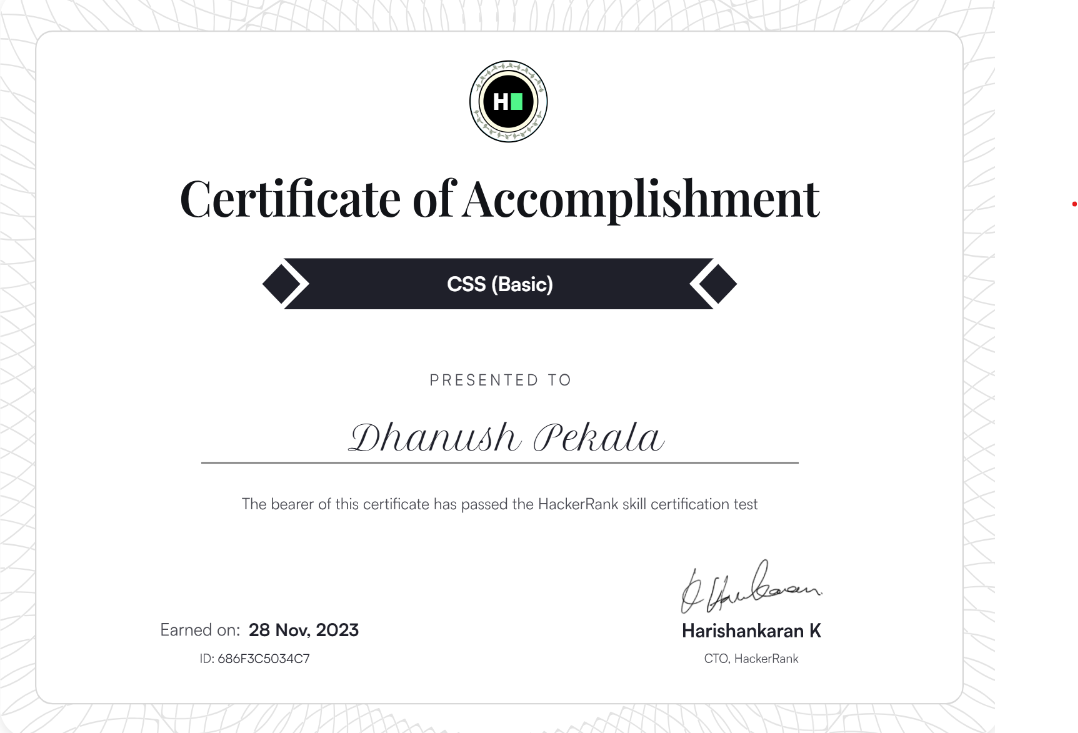 H
Certificate of Accomplishment
CSS (Basic)
PRESENTED TO
Dhanush Pekala
The bearer of this certificate has passed the HackerRank skill certification test
Earned on: 28 Nov, 2023
ID: 686F3C5034C7
Harishankaran K
CTO, HackerRank